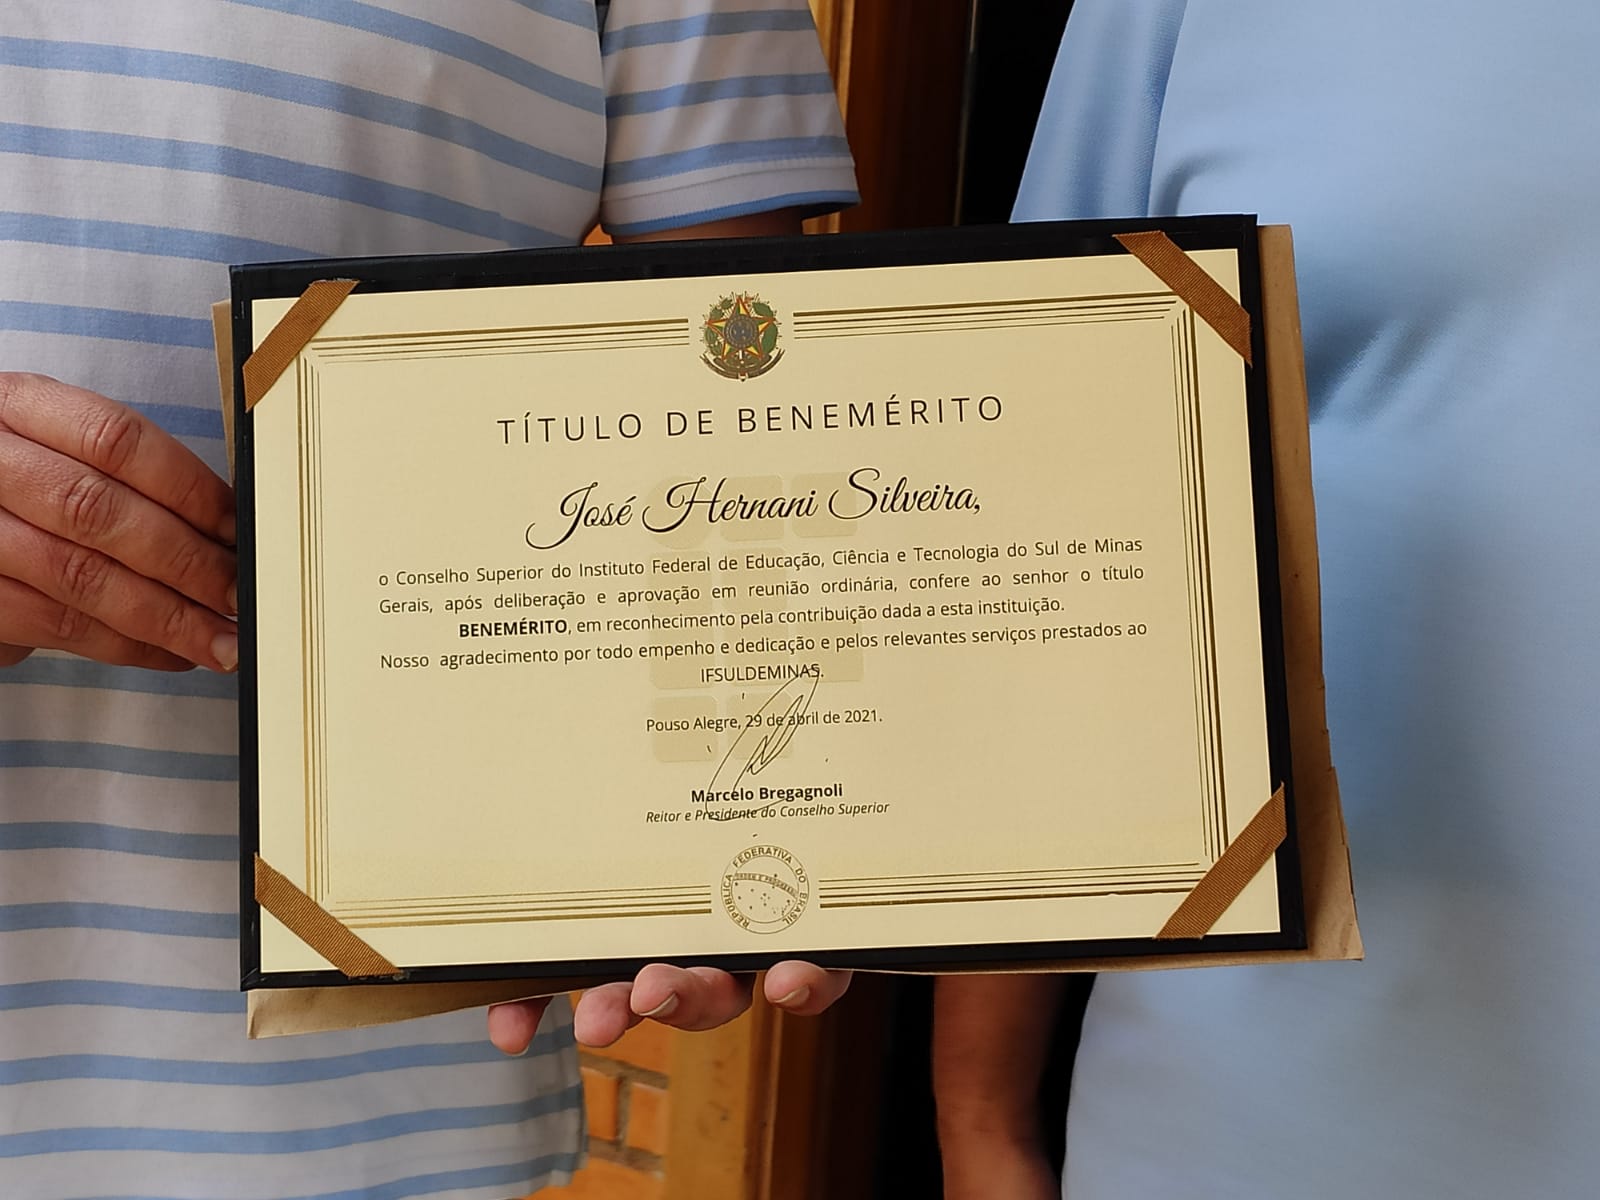 TÍTULO DE BENEMÉRITO
José Hernani Silveira,
o Conselho Superior do Instituto Federal de Educação, Ciência e Tecnologia do Sul de Minas
Gerais, após deliberação e aprovação em reunião ordinária, confere ao senhor o título
BENEMÉRITO, em reconhecimento pela contribuição dada a esta instituição.
Nosso agradecimento por todo empenho e dedicação e pelos relevantes serviços prestados ao
IFSULDEMINAS.
Pouso Alegre, 29 de abril de 2021.
Marcelo Bregagnoli
Reitor e Presidente do Conselho Superior
REPÚBLICA FEDERATIVA DO BRASIL
ORDEM E PROGRESSO